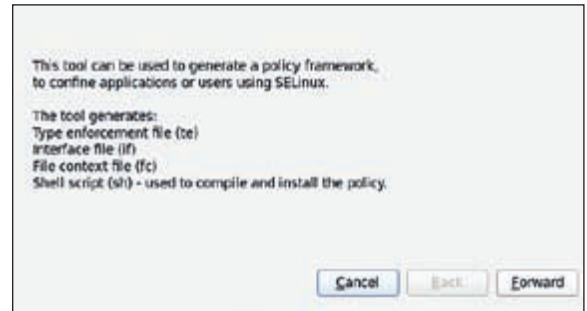 This tool can be used to generate a policy framework,
to confine applications or users using SELinux.
The tool generates:
Type enforcement file (te)
Interface file (if)
File context file (fc)
Shell script (sh) - used to compile and install the policy.
Cancel Back Forward